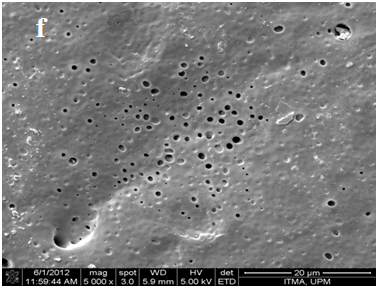 f
6/1/2012 mag spot WD HV det 20 µm
11:59:44 AM 5 000 x 3.0 5.9 mm 5.00 kV ETD ITMA, UPM